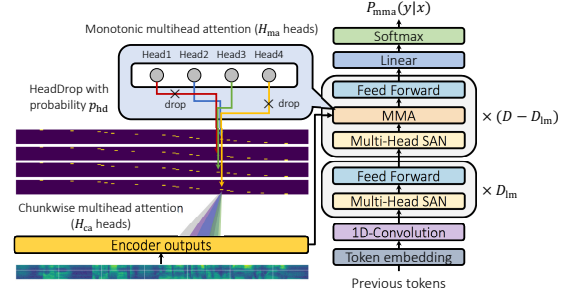 P_mma(y|x)
Softmax
Linear
Feed Forward
MMA
Multi-Head SAN
× (D − D_lm)
Feed Forward
Multi-Head SAN
× D_lm
1D-Convolution
Token embedding
Previous tokens
Monotonic multihead attention (H_ma heads)
Head1 Head2 Head3 Head4
drop
drop
HeadDrop with
probability p_hd
Chunkwise multihead attention
(H_ca heads)
Encoder outputs